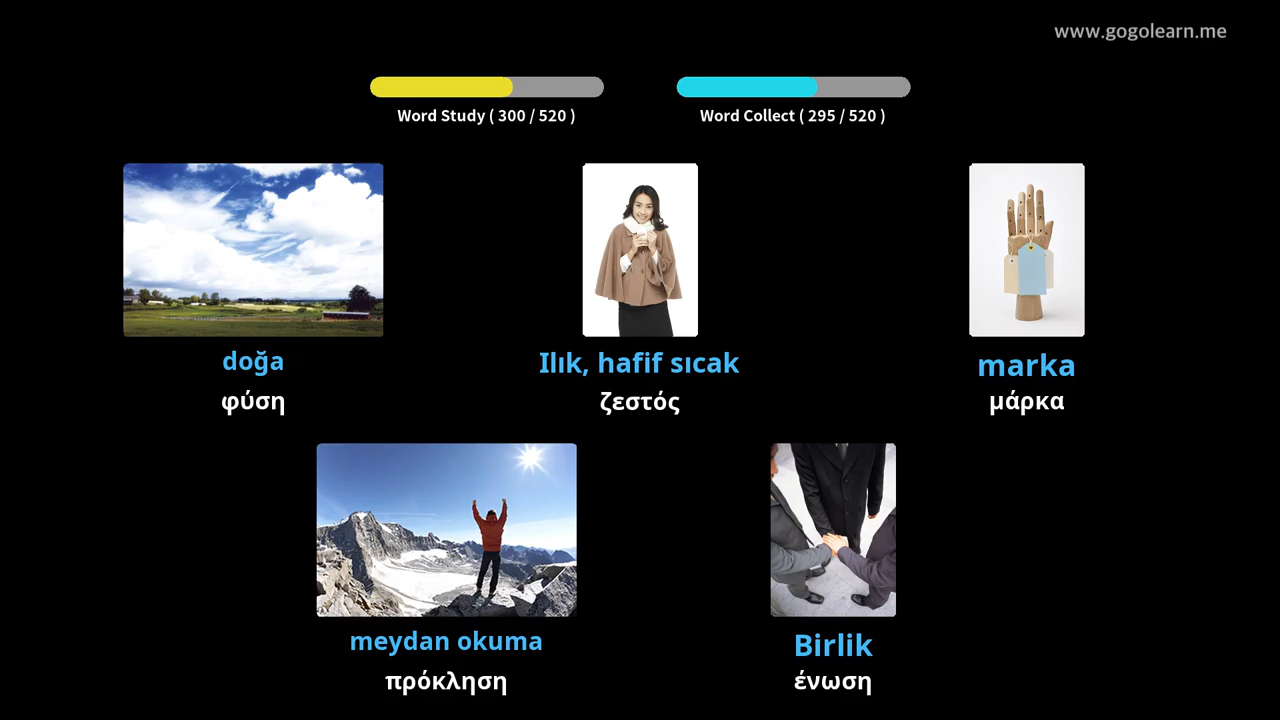 www.gogolearn.me
Word Study ( 300 / 520 )
Word Collect ( 295 / 520 )
doğa
φύση
Ilık, hafif sıcak
ζεστός
marka
μάρκα
meydan okuma
πρόκληση
Birlik
ένωση